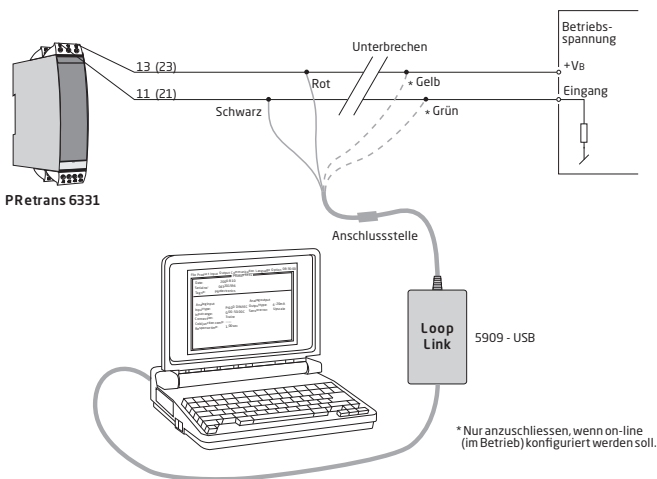 Betriebs-
spannung
Unterbrechen
13 (23)
+VB
Rot
* Gelb
11 (21)
Eingang
Schwarz
* Grün
PRetrans 6331
Anschlussstelle
Loop
Link
5909 - USB
* Nur anzuschliessen, wenn on-line
(im Betrieb) konfiguriert werden soll.